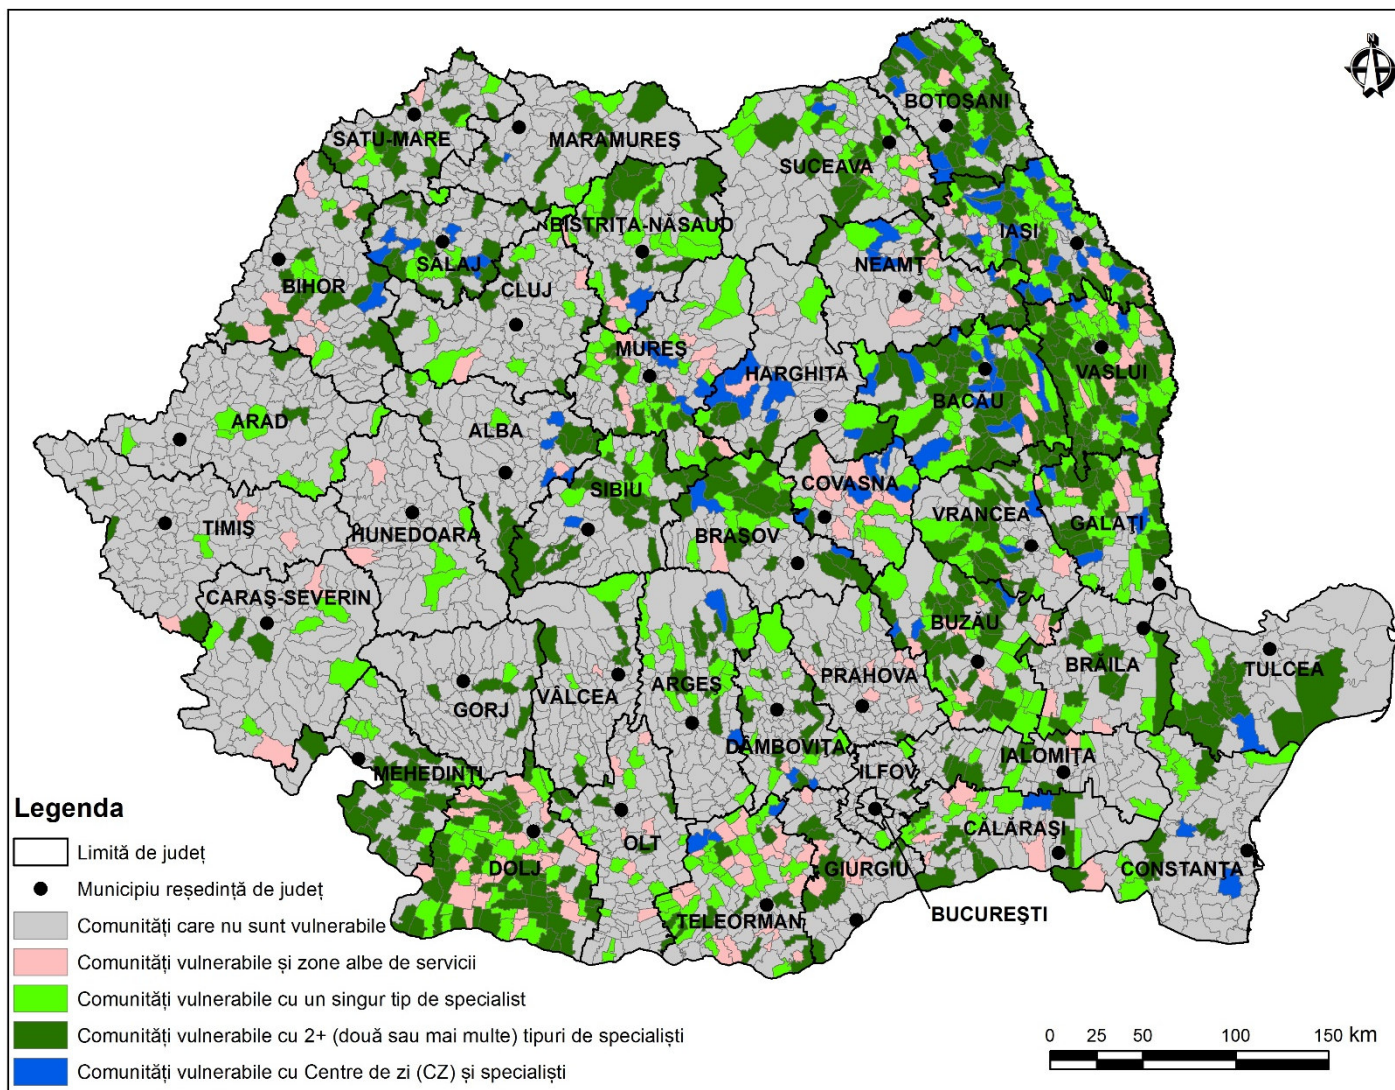 N
BOTOȘANI
SATU-MARE
MARAMUREȘ
SUCEAVA
BISTRIȚA-NĂSAUD
IAȘI
SĂLAJ
NEAMȚ
BIHOR
CLUJ
MUREȘ
HARGHITA
VASLUI
BACĂU
ARAD
ALBA
COVASNA
SIBIU
VRANCEA
GALAȚI
TIMIȘ
HUNEDOARA
BRAȘOV
CARAȘ-SEVERIN
BUZĂU
BRĂILA
TULCEA
PRAHOVA
ARGEȘ
VÂLCEA
GORJ
DÂMBOVIȚA
IALOMIȚA
MEHEDINȚI
ILFOV
CĂLĂRAȘI
OLT
DOLJ
GIURGIU
CONSTANȚA
TELEORMAN
BUCUREȘTI
Legenda
Limită de județ
Municipiu reședință de județ
Comunități care nu sunt vulnerabile
Comunități vulnerabile și zone albe de servicii
Comunități vulnerabile cu un singur tip de specialist
Comunități vulnerabile cu 2+ (două sau mai multe) tipuri de specialiști
Comunități vulnerabile cu Centre de zi (CZ) și specialiști
0 25 50 100 150 km